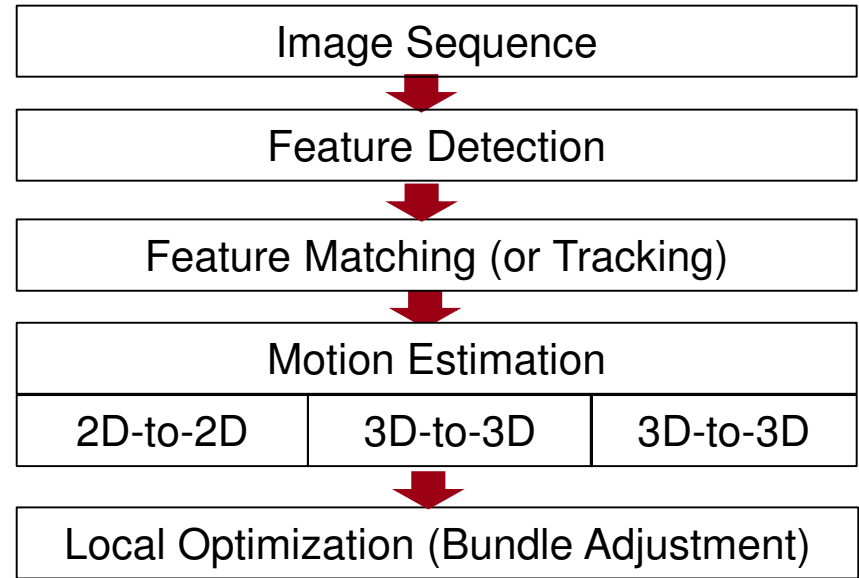 Image Sequence
Feature Detection
Feature Matching (or Tracking)
Motion Estimation
2D-to-2D 3D-to-3D 3D-to-3D
Local Optimization (Bundle Adjustment)